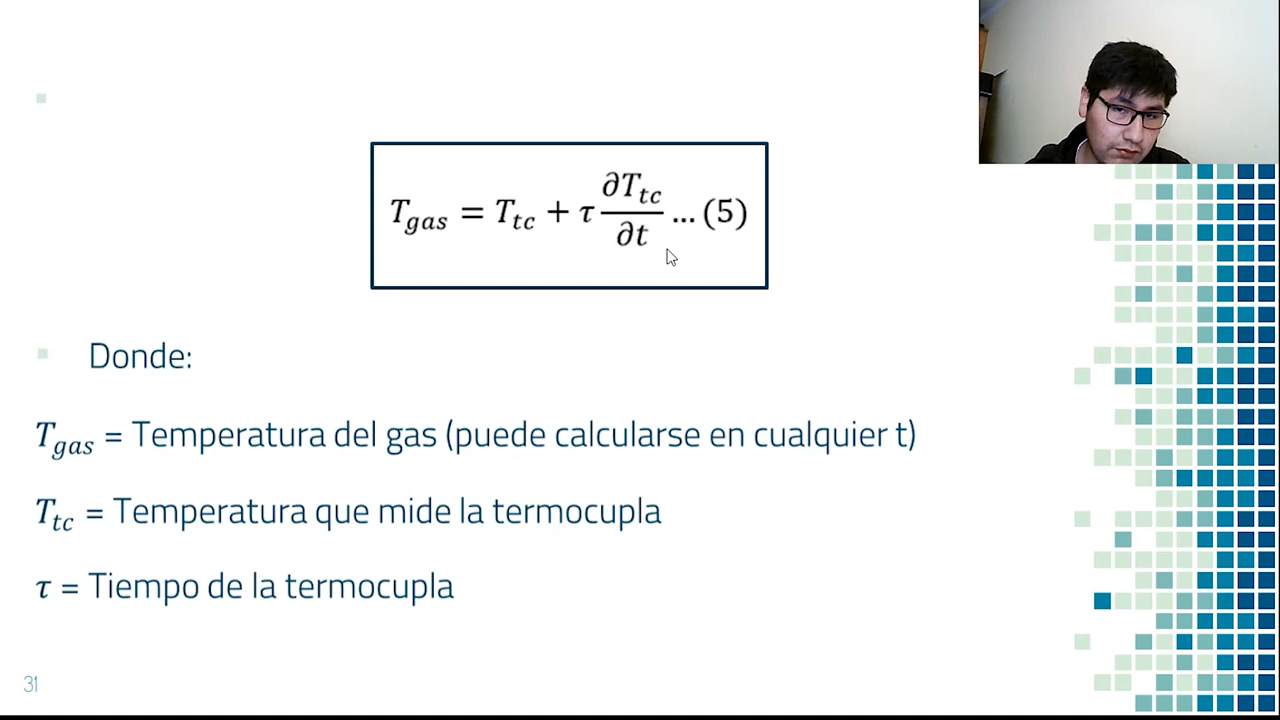 T_gas = T_tc + τ ∂T_tc/∂t ... (5)
Donde:
T_gas = Temperatura del gas (puede calcularse en cualquier t)
T_tc = Temperatura que mide la termocupla
τ = Tiempo de la termocupla
31